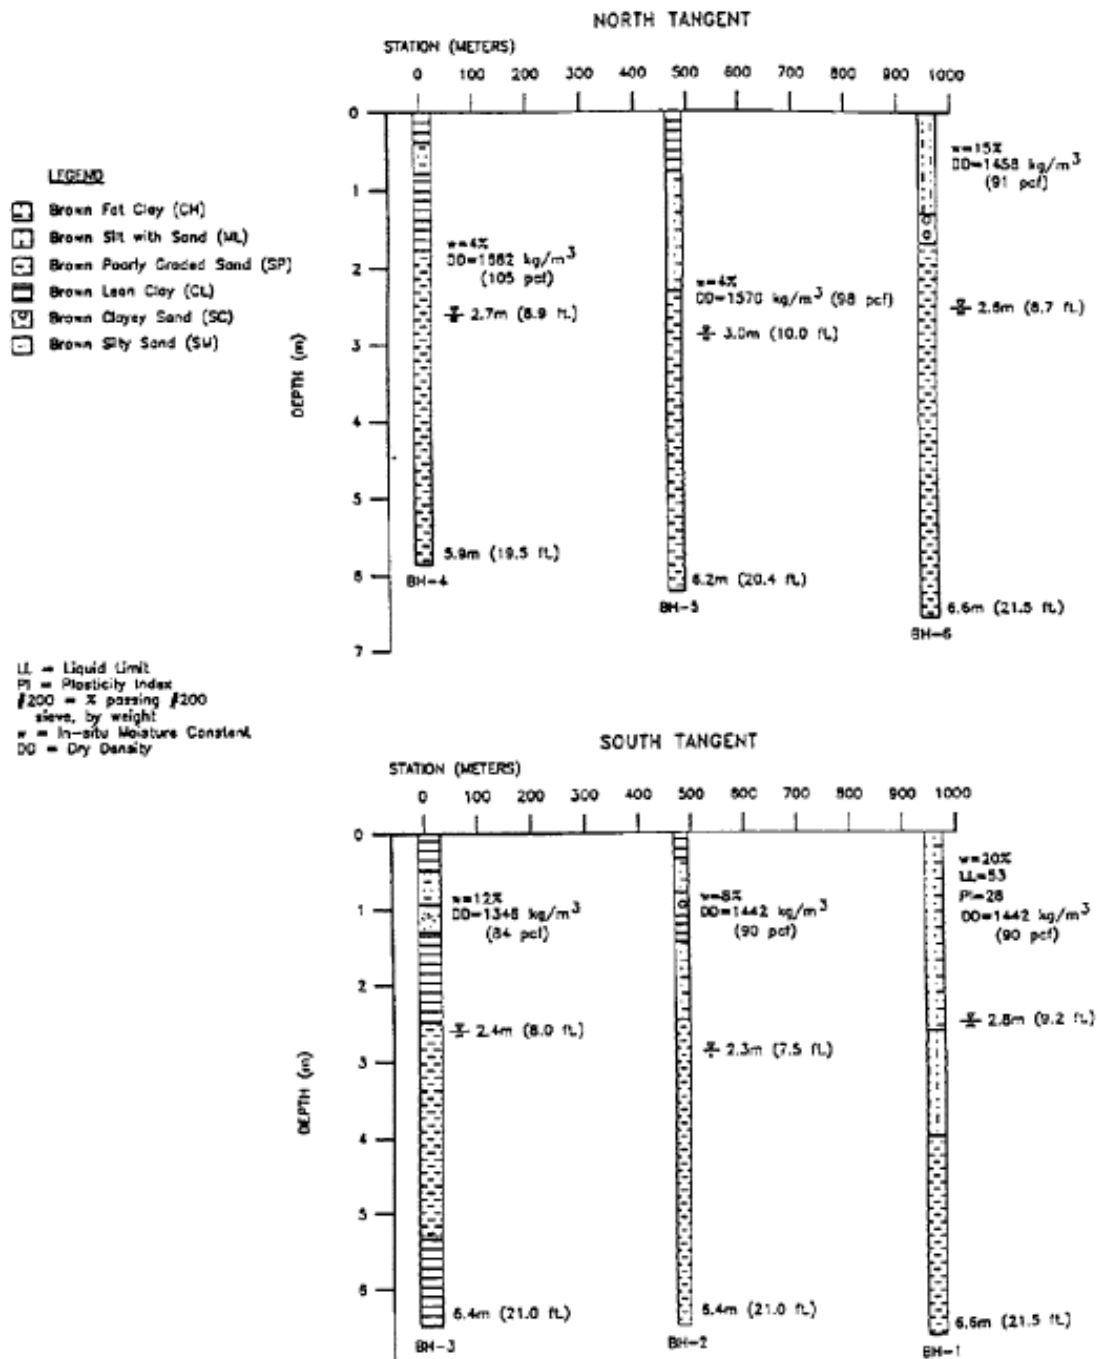 NORTH TANGENT
STATION (METERS)
0 100 200 300 400 500 600 700 800 900 1000
0
1
2
3
4
5
6
7
DEPTH (m)
LEGEND
Brown Fat Clay (CH)
Brown Silt with Sand (ML)
Brown Poorly Graded Sand (SP)
Brown Lean Clay (CL)
Brown Clayey Sand (SC)
Brown Silty Sand (SM)
w=4%
DD=1682 kg/m3
(105 pcf)
2.7m (8.9 ft.)
5.9m (19.5 ft.)
BH-4
w=4%
DD=1570 kg/m3 (98 pcf)
3.0m (10.0 ft.)
6.2m (20.4 ft.)
BH-5
w=15%
DD=1458 kg/m3
(91 pcf)
2.6m (8.7 ft.)
6.6m (21.5 ft.)
BH-6
LL = Liquid Limit
PI = Plasticity Index
#200 = % passing #200
sieve, by weight
w = In-situ Moisture Constant
DD = Dry Density
SOUTH TANGENT
STATION (METERS)
0 100 200 300 400 500 600 700 800 900 1000
0
1
2
3
4
5
6
DEPTH (m)
w=12%
DD=1346 kg/m3
(84 pcf)
2.4m (8.0 ft.)
6.4m (21.0 ft.)
BH-3
w=8%
DD=1442 kg/m3
(90 pcf)
2.3m (7.5 ft.)
6.4m (21.0 ft.)
BH-2
w=20%
LL=53
PI=28
DD=1442 kg/m3
(90 pcf)
2.8m (9.2 ft.)
6.6m (21.5 ft.)
BH-1